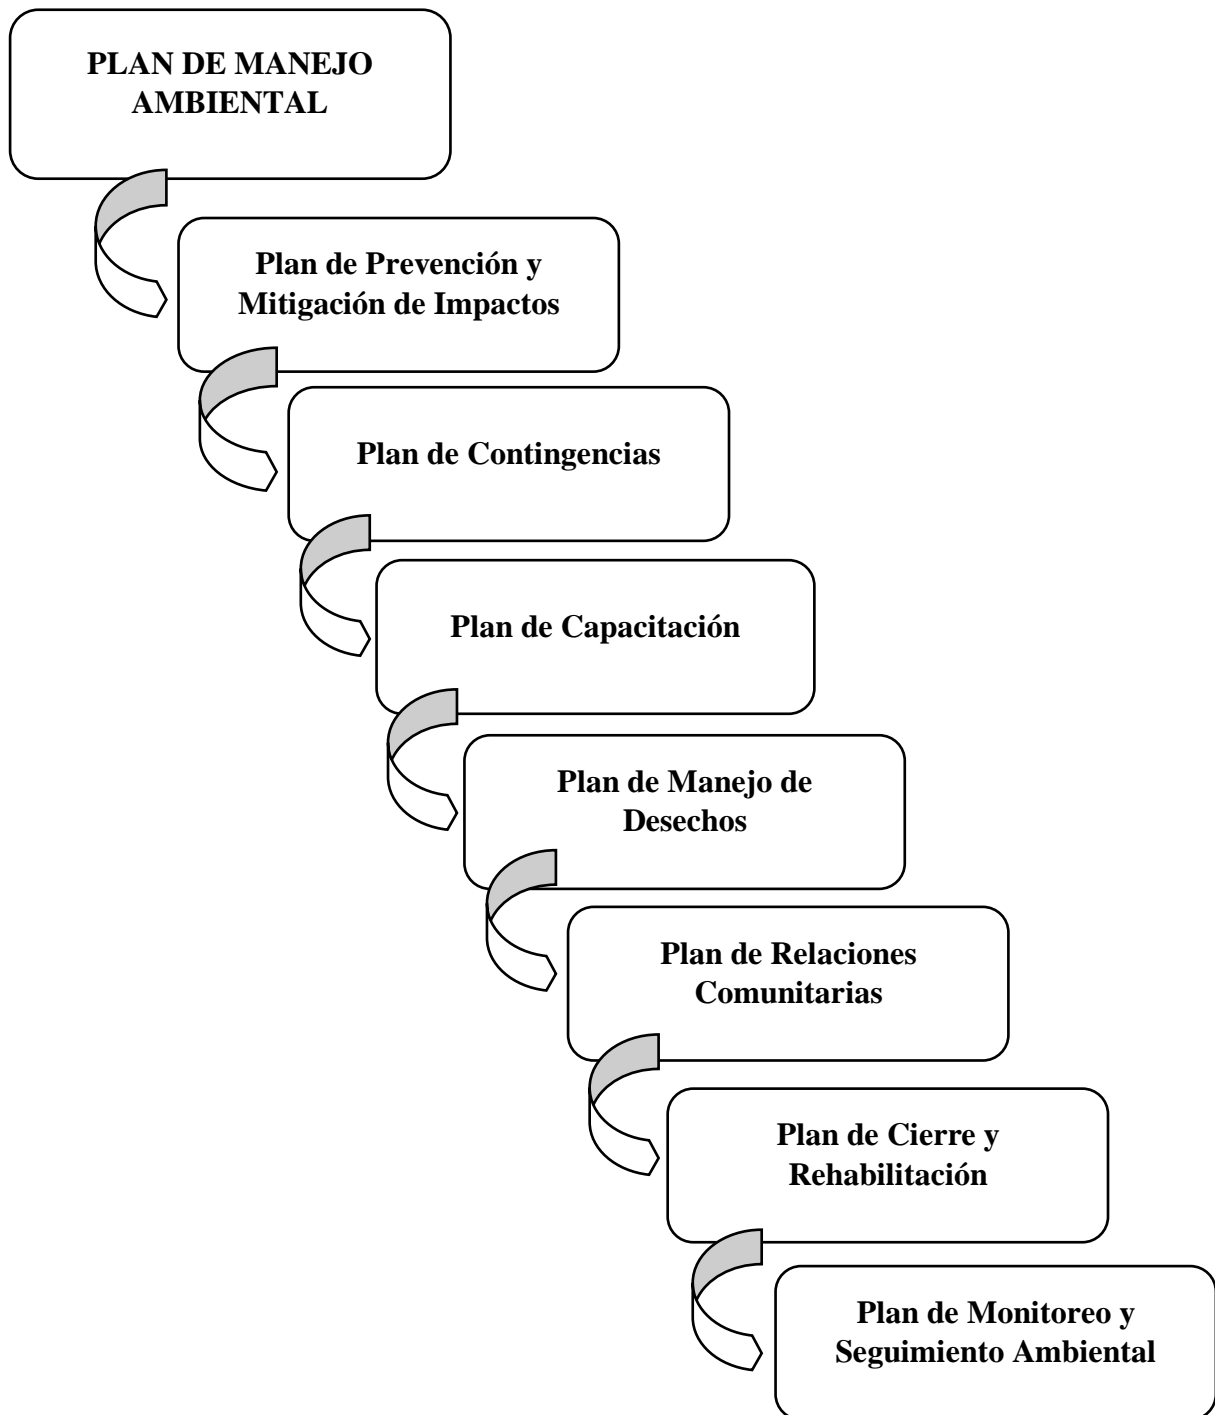 PLAN DE MANEJO
AMBIENTAL
Plan de Prevención y
Mitigación de Impactos
Plan de Contingencias
Plan de Capacitación
Plan de Manejo de
Desechos
Plan de Relaciones
Comunitarias
Plan de Cierre y
Rehabilitación
Plan de Monitoreo y
Seguimiento Ambiental